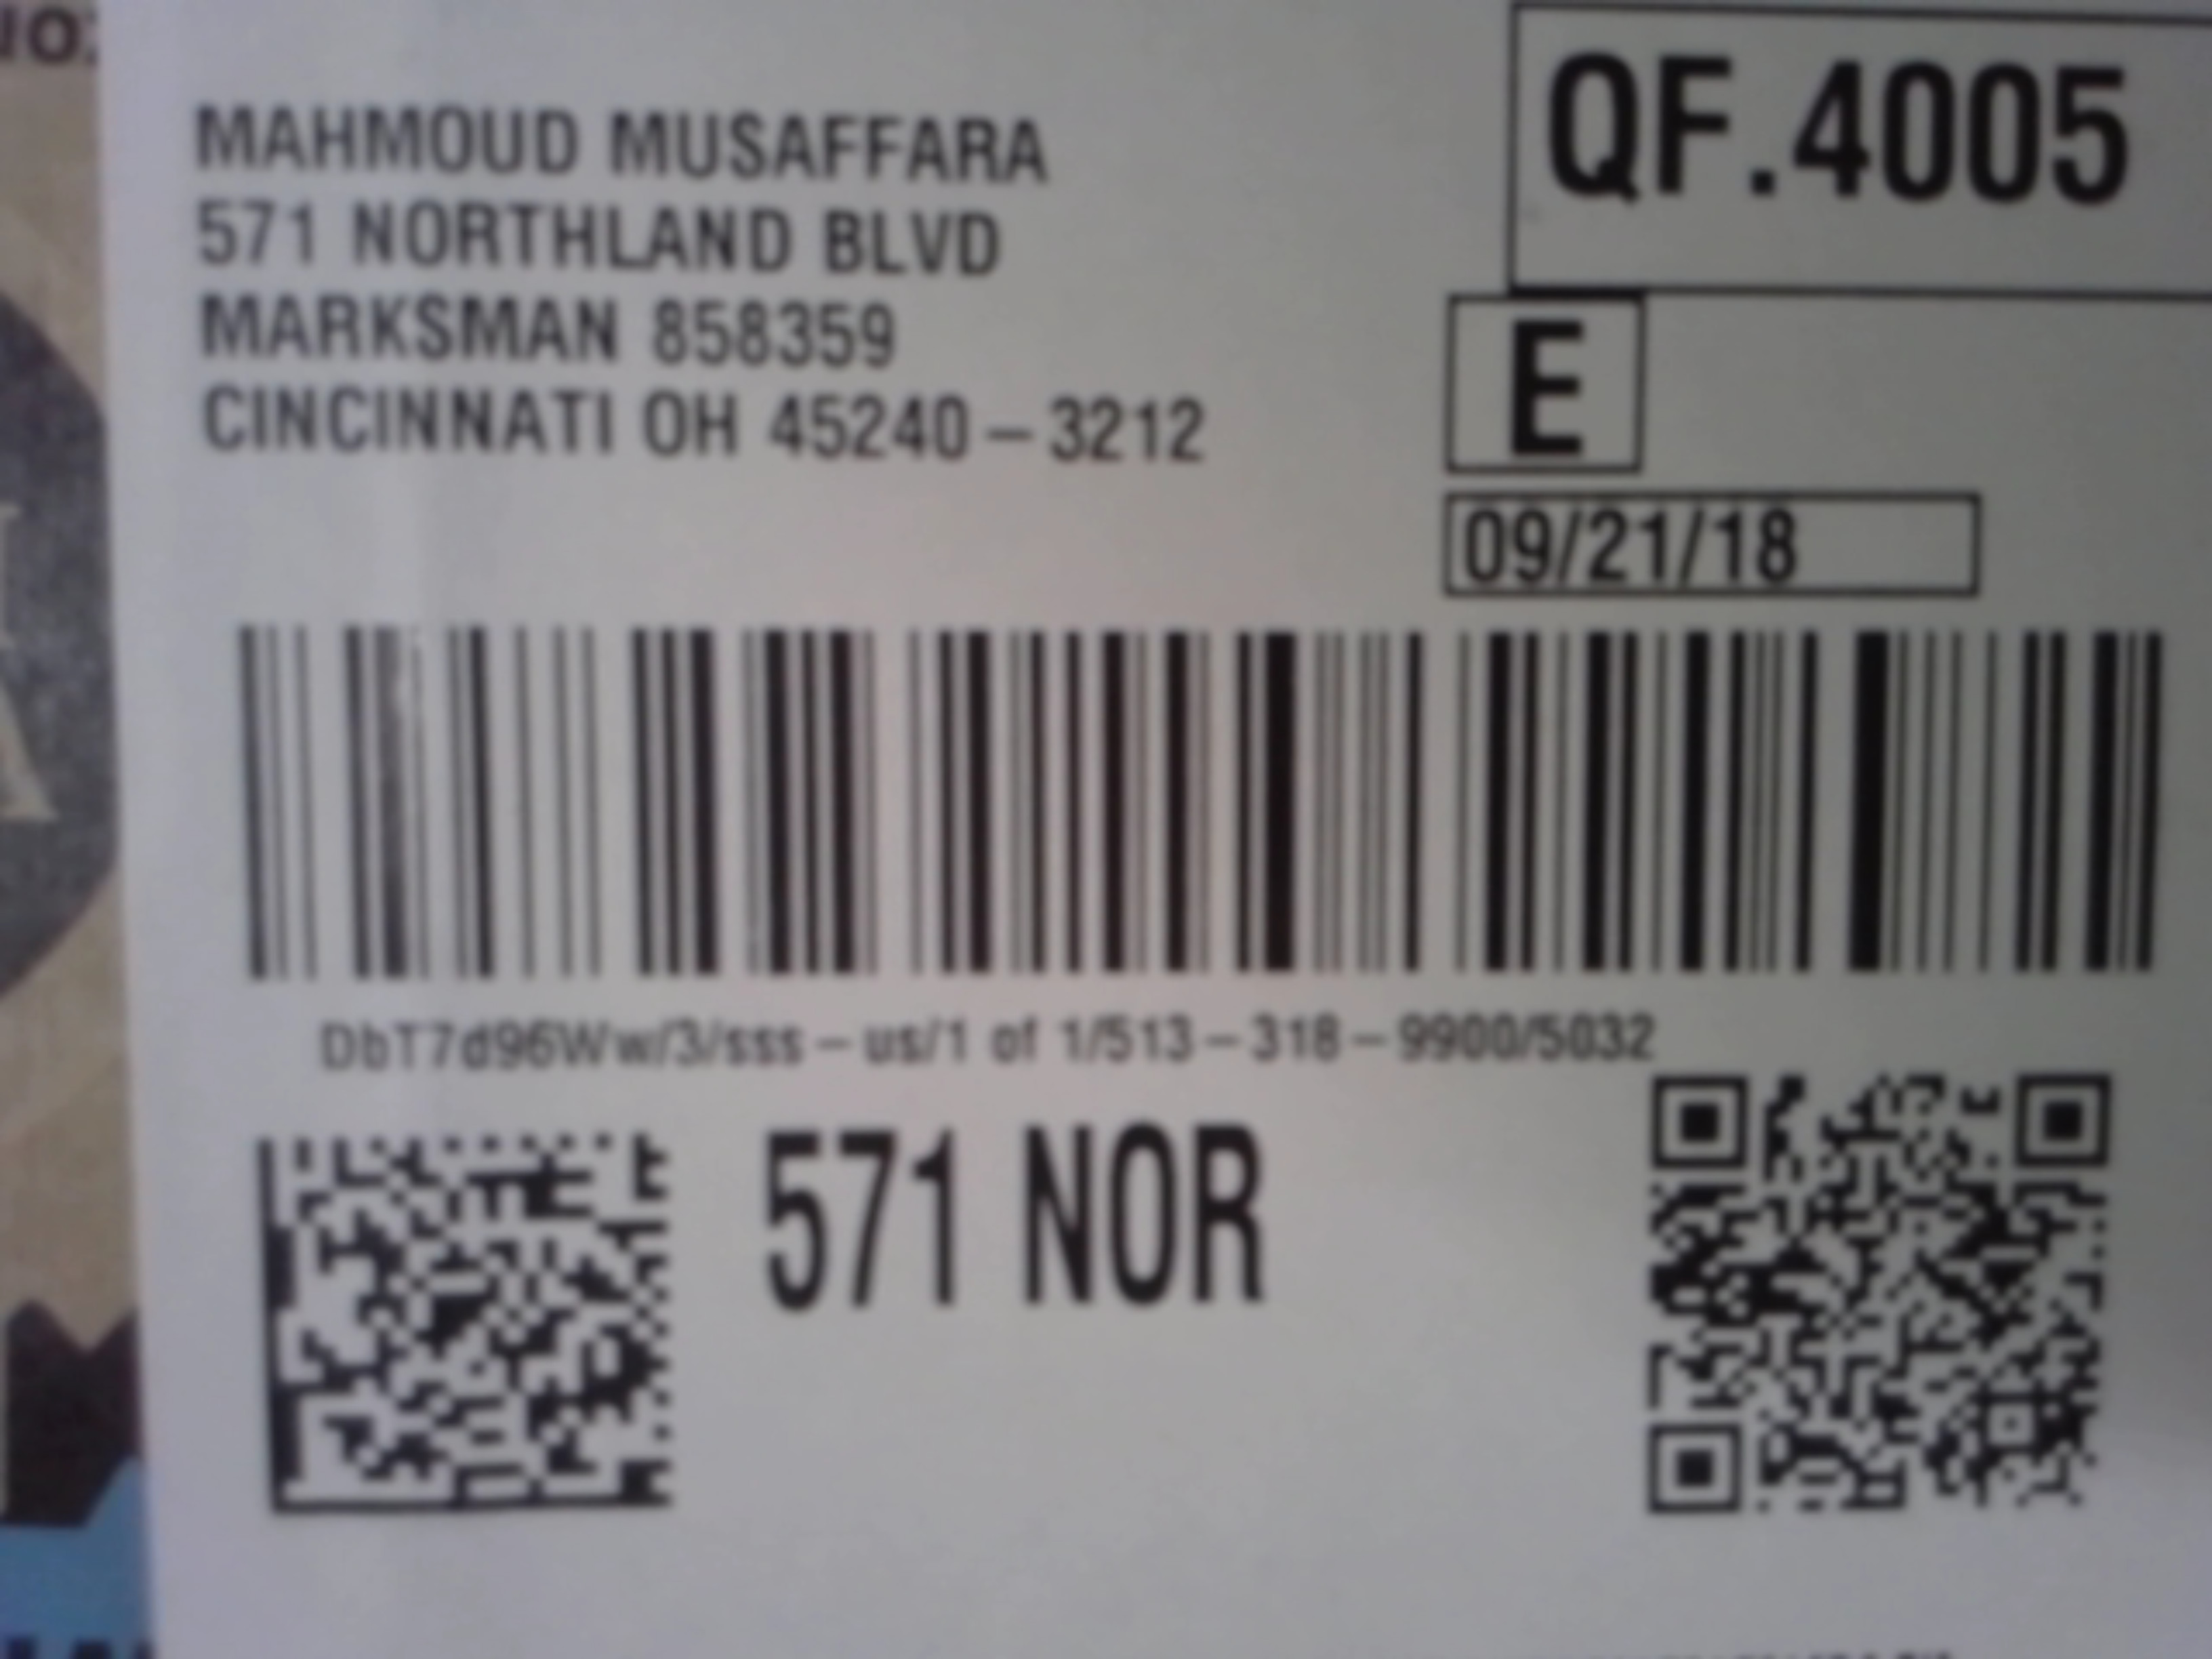 MAHMOUD MUSAFFARA
571 NORTHLAND BLVD
MARKSMAN 858359
CINCINNATI OH 45240-3212
QF.4005
E
09/21/18
DbT7d96Ww/3/sss-us/1 of 1/513-318-9900/5032
571 NOR